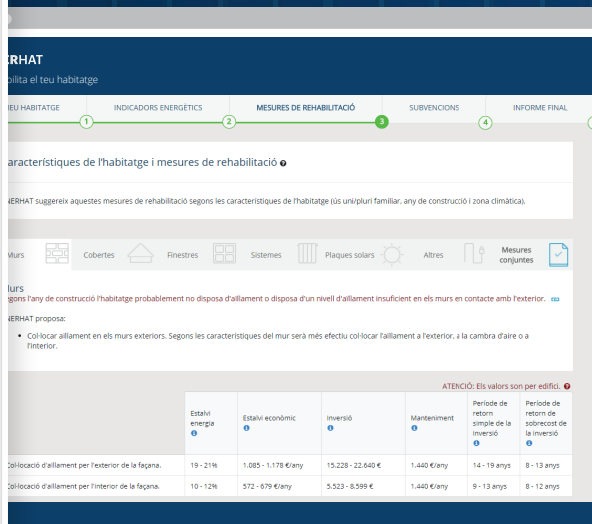 ERHAT
bilita el teu habitatge
TEU HABITATGE
INDICADORS ENERGÈTICS
MESURES DE REHABILITACIÓ
SUBVENCIONS
INFORME FINAL
1
2
3
4
aracterístiques de l'habitatge i mesures de rehabilitació
NERHAT suggereix aquestes mesures de rehabilitació segons les característiques de l'habitatge (ús uni/pluri familiar, any de construcció i zona climàtica).
Murs
Cobertes
Finestres
Sistemes
Plaques solars
Altres
Mesures
conjuntes
Murs
egons l'any de construcció l'habitatge probablement no disposa d'aïllament o disposa d'un nivell d'aïllament insuficient en els murs en contacte amb l'exterior.
NERHAT proposa:
• Col·locar aïllament en els murs exteriors. Segons les característiques del mur serà més efectiu col·locar l'aïllament a l'exterior, a la cambra d'aire o a
l'interior.
ATENCIÓ: Els valors son per edifici.
Estalvi
energia
Estalvi econòmic
Inversió
Manteniment
Període de
retorn
simple de la
inversió
Període de
retorn de
sobrecost de
la inversió
Col·locació d'aïllament per l'exterior de la façana. 19 - 21% 1.085 - 1.178 €/any 15.228 - 22.640 € 1.440 €/any 14 - 19 anys 8 - 13 anys
Col·locació d'aïllament per l'interior de la façana. 10 - 12% 572 - 679 €/any 5.523 - 8.599 € 1.440 €/any 9 - 13 anys 8 - 12 anys